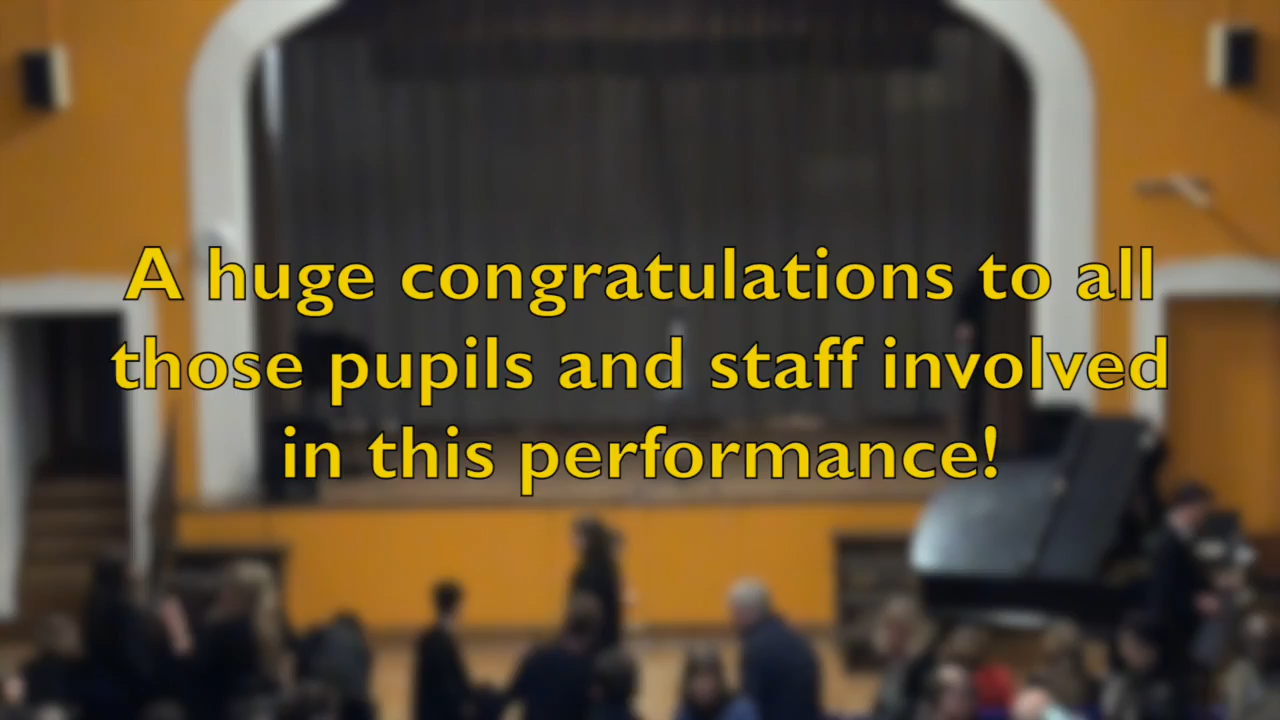 A huge congratulations to all
those pupils and staff involved
in this performance!